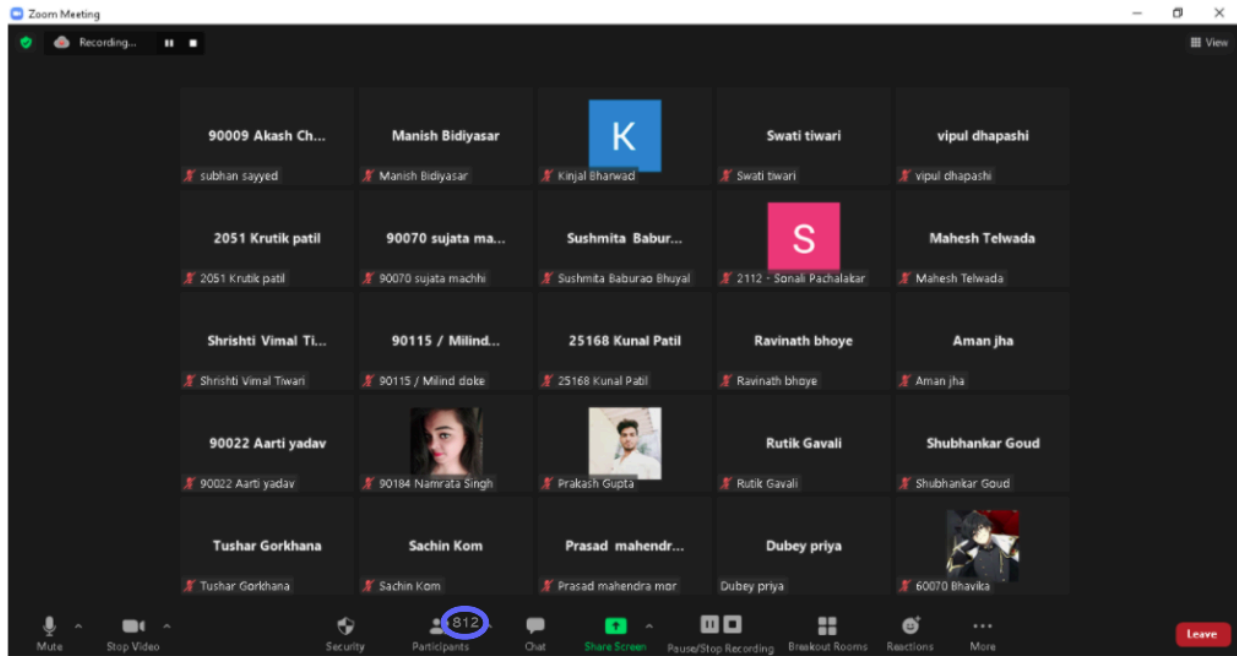 Zoom Meeting
Recording...
View
90009 Akash Ch...
subhan sayyed
Manish Bidiyasar
Manish Bidiyasar
K
Kinjal Bharwad
Swati tiwari
Swati tiwari
vipul dhapashi
vipul dhapashi
2051 Krutik patil
2051 Krutik patil
90070 sujata ma...
90070 sujata machhi
Sushmita Babur...
Sushmita Baburao Bhuyal
S
2112 - Sonali Pachalakar
Mahesh Telwada
Mahesh Telwada
Shrishti Vimal Ti...
Shrishti Vimal Tiwari
90115 / Milind...
90115 / Milind doke
25168 Kunal Patil
25168 Kunal Patil
Ravinath bhoye
Ravinath bhoye
Aman jha
Aman jha
90022 Aarti yadav
90022 Aarti yadav
90184 Namrata Singh
Prakash Gupta
Rutik Gavali
Rutik Gavali
Shubhankar Goud
Shubhankar Goud
Tushar Gorkhana
Tushar Gorkhana
Sachin Kom
Sachin Kom
Prasad mahendr...
Prasad mahendra mor
Dubey priya
Dubey priya
60070 Bhavika
Mute
Stop Video
Security
812
Participants
Chat
Share Screen
Pause/Stop Recording
Breakout Rooms
Reactions
More
Leave